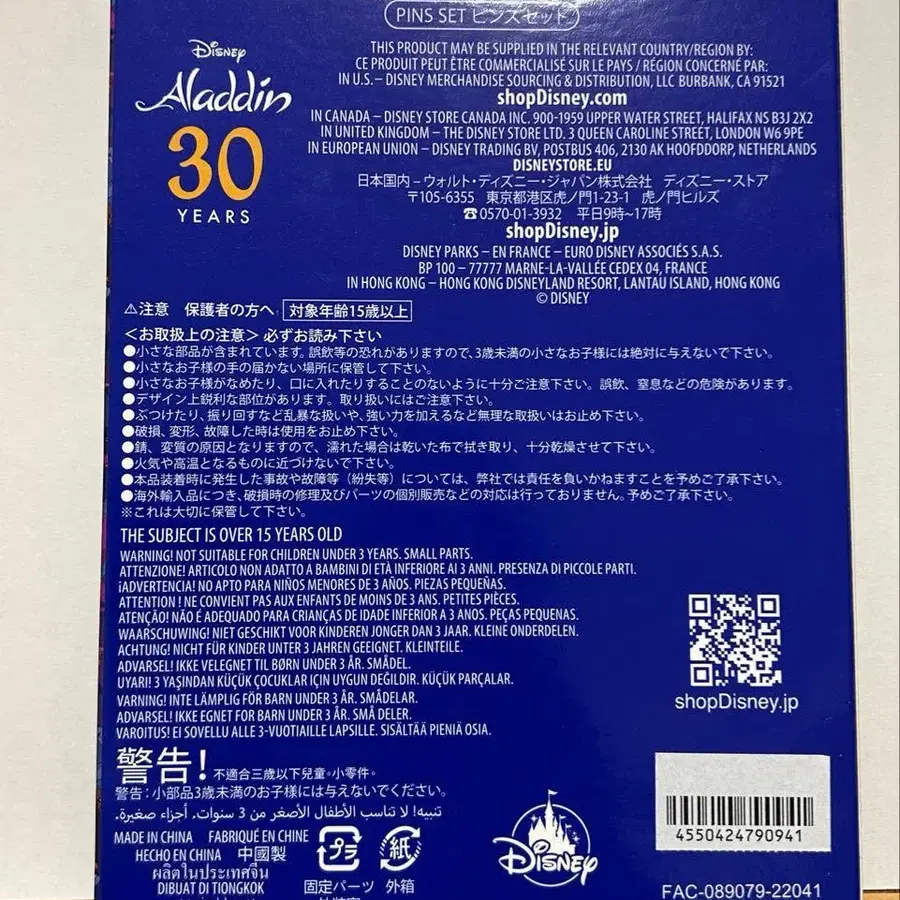 PINS SET ピンズセット
DISNEY
Aladdin
30
YEARS
THIS PRODUCT MAY BE SUPPLIED IN THE RELEVANT COUNTRY/REGION BY:
CE PRODUIT PEUT ÊTRE COMMERCIALISÉ SUR LE PAYS / RÉGION CONCERNÉ PAR:
IN U.S. – DISNEY MERCHANDISE SOURCING & DISTRIBUTION, LLC BURBANK, CA 91521
shopDisney.com
IN CANADA – DISNEY STORE CANADA INC. 900-1959 UPPER WATER STREET, HALIFAX NS B3J 2X2
IN UNITED KINGDOM – THE DISNEY STORE LTD. 3 QUEEN CAROLINE STREET, LONDON W6 9PE
IN EUROPEAN UNION – DISNEY TRADING BV, POSTBUS 406, 2130 AK HOOFDDORP, NETHERLANDS
DISNEYSTORE.EU
日本国内 – ウォルト・ディズニー・ジャパン株式会社 ディズニー・ストア
〒105-6355 東京都港区虎ノ門1-23-1 虎ノ門ヒルズ
☎0570-01-3932 平日9時~17時
shopDisney.jp
DISNEY PARKS – EN FRANCE – EURO DISNEY ASSOCIÉS S.A.S.
BP 100 – 77777 MARNE-LA-VALLÉE CEDEX 04, FRANCE
IN HONG KONG – HONG KONG DISNEYLAND RESORT, LANTAU ISLAND, HONG KONG
© DISNEY
⚠注意 保護者の方へ 対象年齢15歳以上
<お取扱上の注意> 必ずお読み下さい
●小さな部品が含まれています。誤飲等の恐れがありますので、3歳未満の小さなお子様には絶対に与えないで下さい。
●小さなお子様の手の届かない場所に保管して下さい。
●小さなお子様がなめたり、口に入れたりすることのないように十分ご注意下さい。誤飲、窒息などの危険があります。
●デザイン上鋭利な部位があります。取り扱いにはご注意下さい。
●ぶつけたり、振り回すなど乱暴な扱いや、強い力を加えるなど無理な取扱いはお止め下さい。
●破損、変形、故障した時は使用をお止め下さい。
●錆、変質の原因となりますので、濡れた場合は乾いた布で拭き取り、十分乾燥させて下さい。
●火気や高温となるものに近づけないで下さい。
●本品装着時に発生した事故や故障等(紛失等)については、弊社では責任を負いかねますことを予めご了承下さい。
●海外輸入品につき、破損時の修理及びパーツの個別販売などの対応は行っておりません。予めご了承下さい。
※これは大切に保管して下さい。
THE SUBJECT IS OVER 15 YEARS OLD
WARNING! NOT SUITABLE FOR CHILDREN UNDER 3 YEARS. SMALL PARTS.
ATTENZIONE! ARTICOLO NON ADATTO A BAMBINI DI ETÀ INFERIORE AI 3 ANNI. PRESENZA DI PICCOLE PARTI.
¡ADVERTENCIA! NO APTO PARA NIÑOS MENORES DE 3 AÑOS. PIEZAS PEQUEÑAS.
ATTENTION ! NE CONVIENT PAS AUX ENFANTS DE MOINS DE 3 ANS. PETITES PIÈCES.
ATENÇÃO! NÃO É ADEQUADO PARA CRIANÇAS DE IDADE INFERIOR A 3 ANOS. PEÇAS PEQUENAS.
WAARSCHUWING! NIET GESCHIKT VOOR KINDEREN JONGER DAN 3 JAAR. KLEINE ONDERDELEN.
ACHTUNG! NICHT FÜR KINDER UNTER 3 JAHREN GEEIGNET. KLEINTEILE.
ADVARSEL! IKKE VELEGNET TIL BØRN UNDER 3 ÅR. SMÅDEL.
UYARI! 3 YAŞINDAN KÜÇÜK ÇOCUKLAR İÇİN UYGUN DEĞİLDİR. KÜÇÜK PARÇALAR.
VARNING! INTE LÄMPLIG FÖR BARN UNDER 3 ÅR. SMÅDELAR.
ADVARSEL! IKKE EGNET FOR BARN UNDER 3 ÅR. SMÅ DELER.
VAROITUS! EI SOVELLU ALLE 3-VUOTIAILLE LAPSILLE. SISÄLTÄÄ PIENIÄ OSIA.
shopDisney.jp
警告! 不適合三歲以下兒童。小零件。
警告:小部品3歳未満のお子様には与えないでください。
تنبيه! لا تناسب الأطفال الأصغر من 3 سنوات. أجزاء صغيرة.
MADE IN CHINA FABRIQUÉ EN CHINE
HECHO EN CHINA 中國製
ผลิตในประเทศจีน
DIBUAT DI TIONGKOK
プラ
紙
固定パーツ 外箱
Disney
4550424790941
FAC-089079-22041